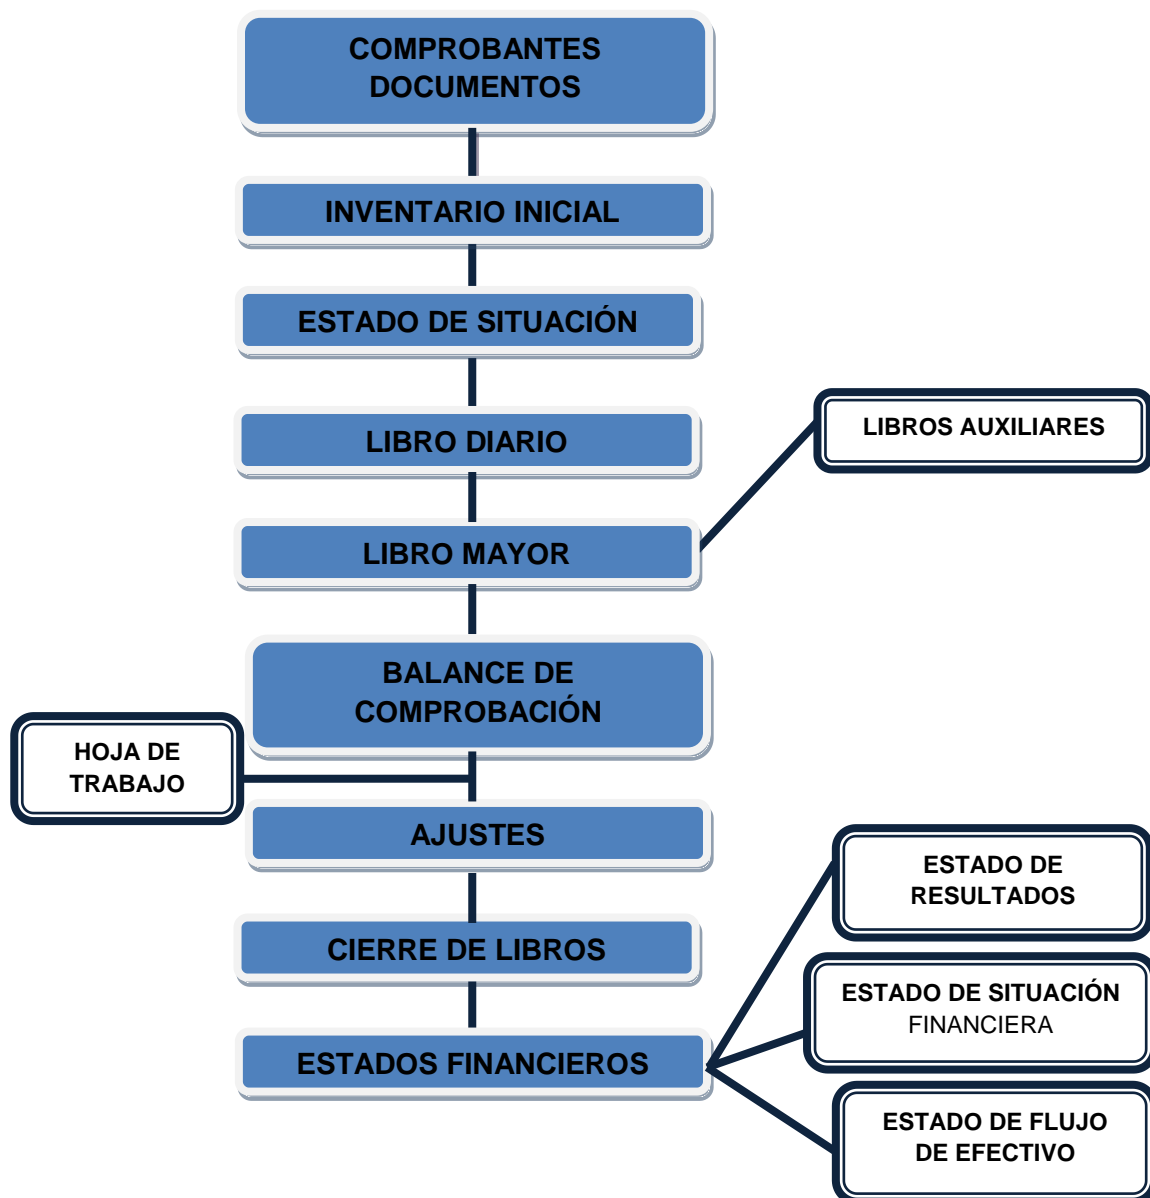 COMPROBANTES
DOCUMENTOS
INVENTARIO INICIAL
ESTADO DE SITUACIÓN
LIBRO DIARIO
LIBROS AUXILIARES
LIBRO MAYOR
BALANCE DE
COMPROBACIÓN
HOJA DE
TRABAJO
AJUSTES
ESTADO DE
RESULTADOS
CIERRE DE LIBROS
ESTADO DE SITUACIÓN
FINANCIERA
ESTADOS FINANCIEROS
ESTADO DE FLUJO
DE EFECTIVO